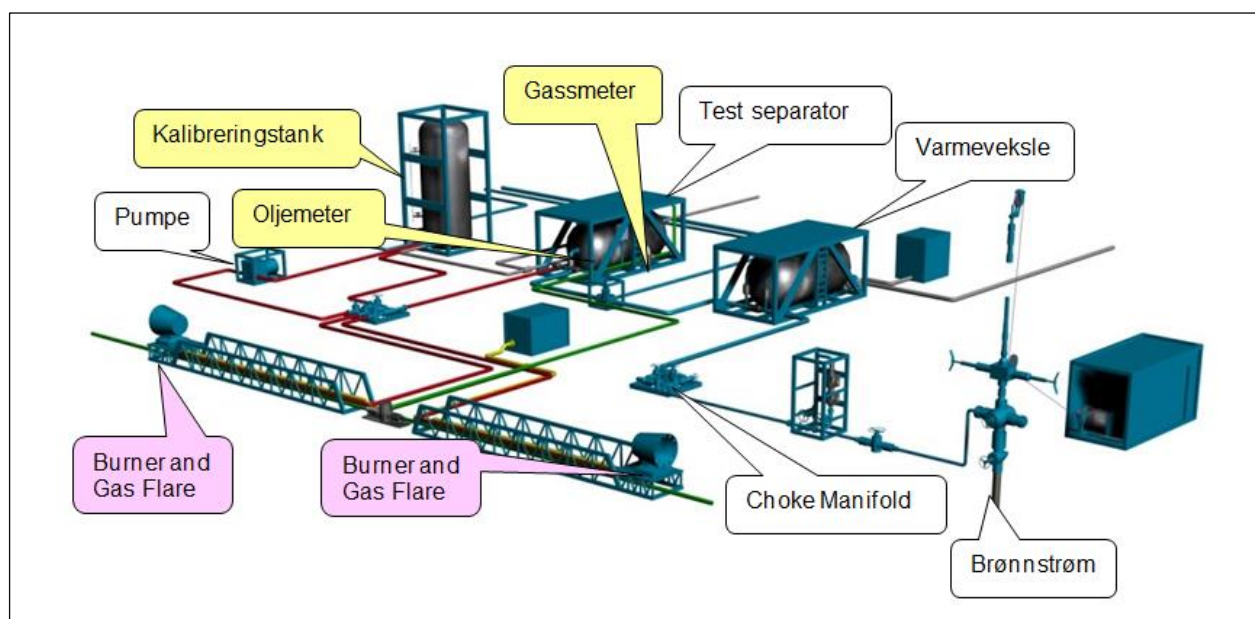 Gassmeter
Test separator
Kalibreringstank
Varmeveksle
Pumpe
Oljemeter
Burner and
Gas Flare
Burner and
Gas Flare
Choke Manifold
Brønnstrøm